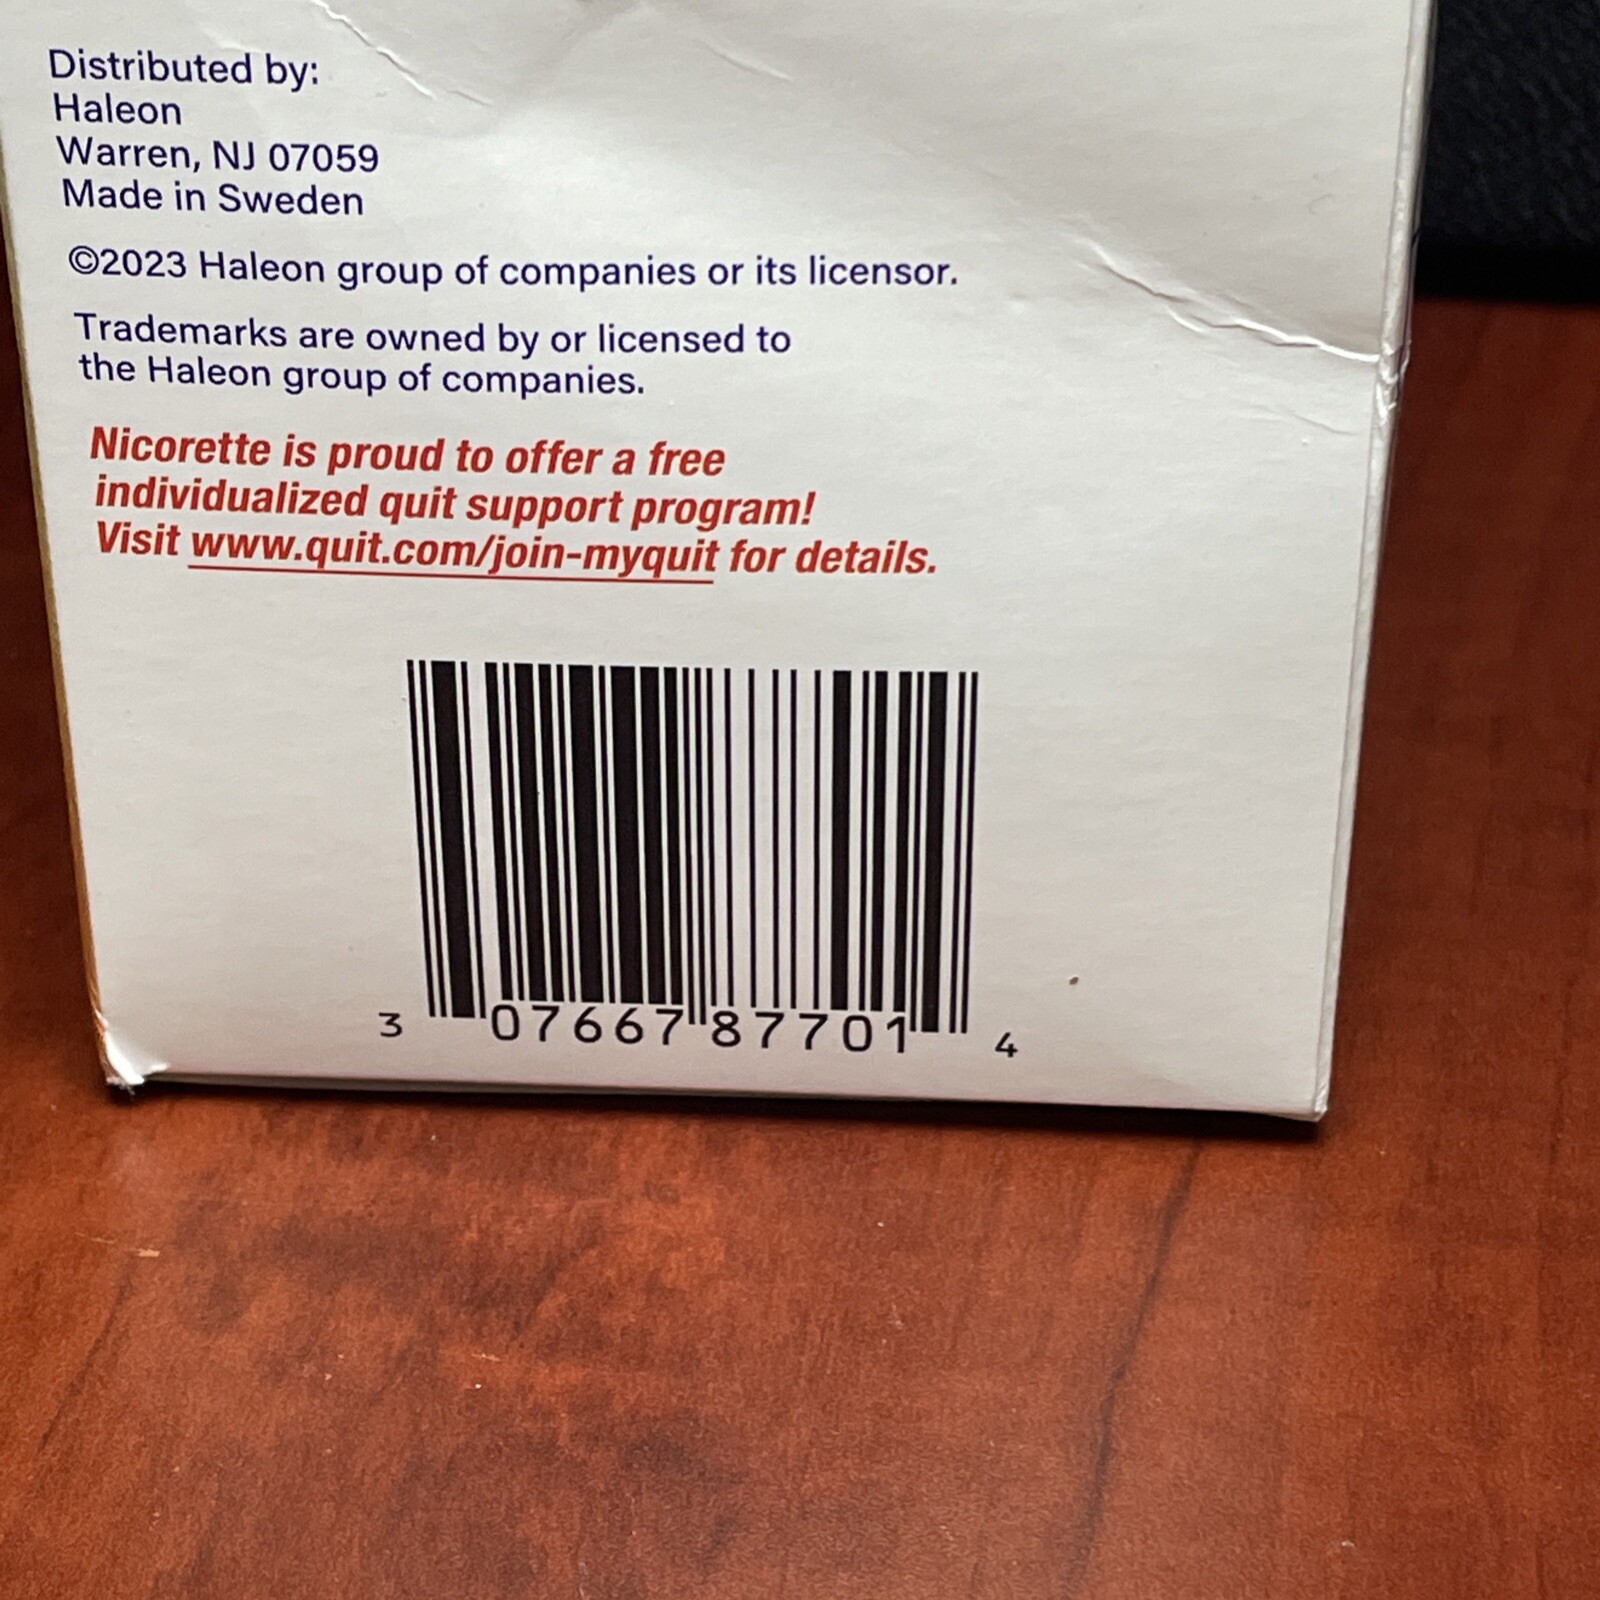 Distributed by:
Haleon
Warren, NJ 07059
Made in Sweden
©2023 Haleon group of companies or its licensor.
Trademarks are owned by or licensed to
the Haleon group of companies.
Nicorette is proud to offer a free
individualized quit support program!
Visit www.quit.com/join-myquit for details.
3 07667 87701 4